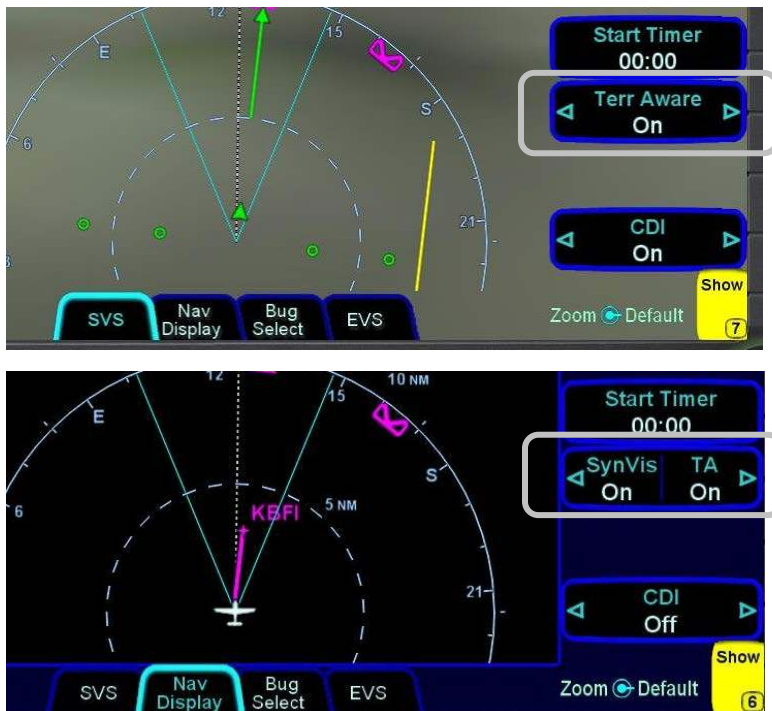 12
15
E
S
6
21
3
Start Timer
00:00
Terr Aware
On
CDI
On
Show
Zoom Default
7
SVS
Nav
Display
Bug
Select
EVS
12
15
10 NM
E
S
6
5 NM
KBFI
21
Start Timer
00:00
SynVis TA
On On
CDI
Off
Show
Zoom Default
6
SVS
Nav
Display
Bug
Select
EVS